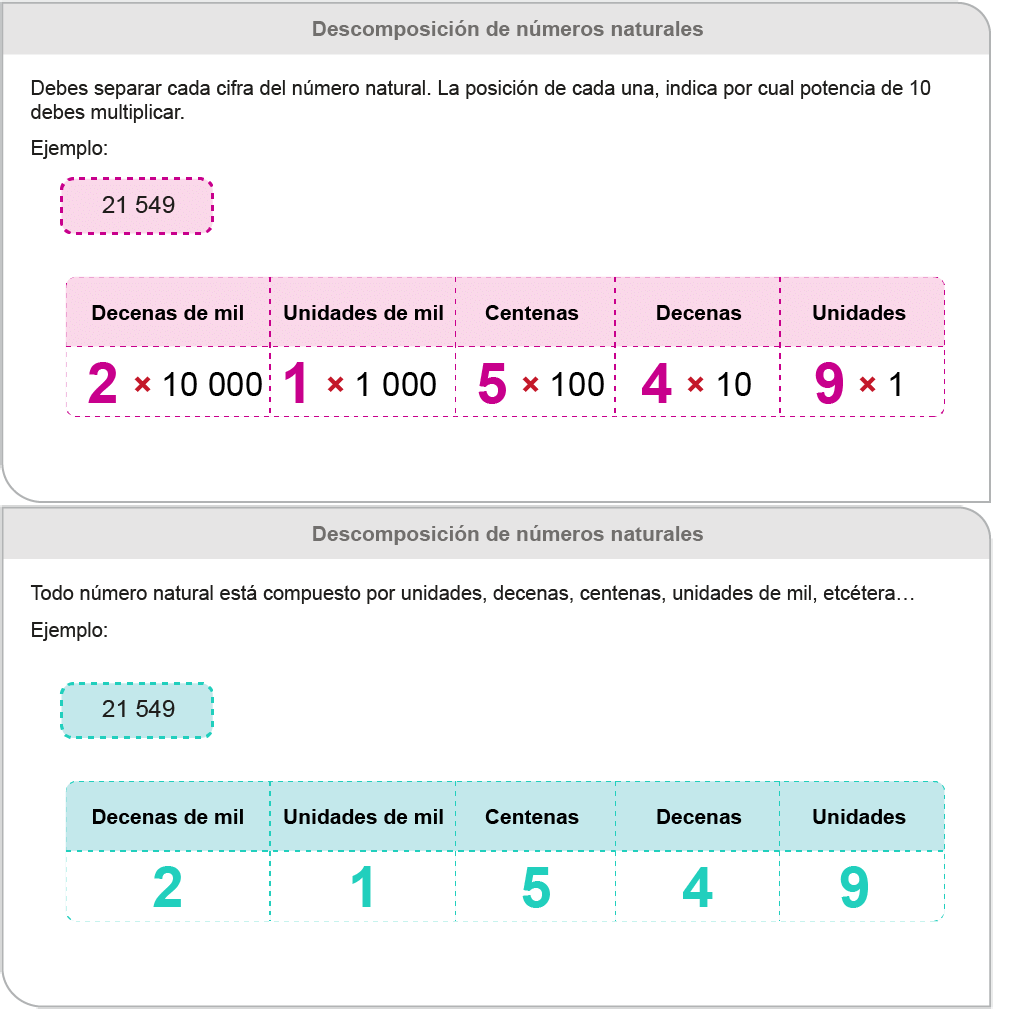 Descomposición de números naturales
Debes separar cada cifra del número natural. La posición de cada una, indica por cual potencia de 10
debes multiplicar.
Ejemplo:
21 549
Decenas de mil Unidades de mil Centenas Decenas Unidades
2 × 10 000 1 × 1 000 5 × 100 4 × 10 9 × 1
Descomposición de números naturales
Todo número natural está compuesto por unidades, decenas, centenas, unidades de mil, etcétera…
Ejemplo:
21 549
Decenas de mil Unidades de mil Centenas Decenas Unidades
2 1 5 4 9